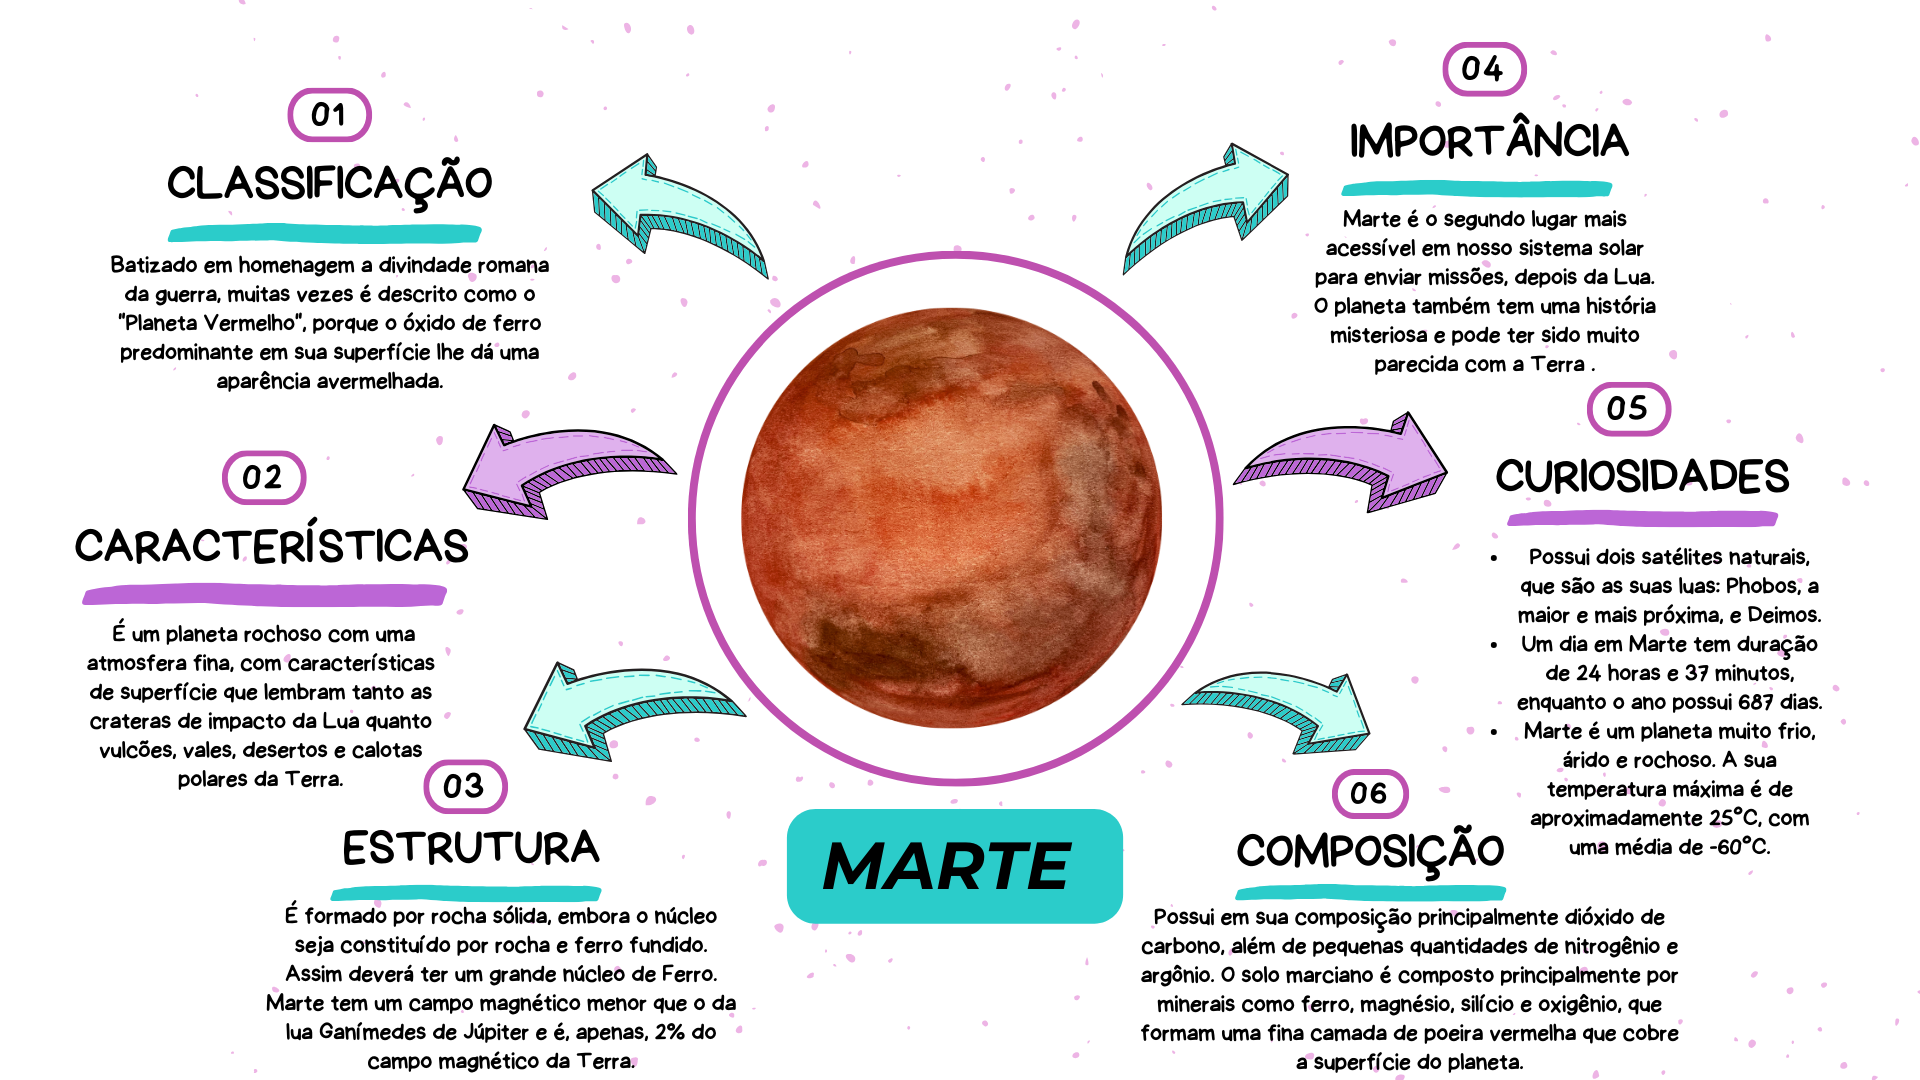 01
CLASSIFICAÇÃO
Batizado em homenagem a divindade romana
da guerra, muitas vezes é descrito como o
"Planeta Vermelho", porque o óxido de ferro
predominante em sua superfície lhe dá uma
aparência avermelhada.
02
CARACTERÍSTICAS
É um planeta rochoso com uma
atmosfera fina, com características
de superfície que lembram tanto as
crateras de impacto da Lua quanto
vulcões, vales, desertos e calotas
polares da Terra.
03
ESTRUTURA
É formado por rocha sólida, embora o núcleo
seja constituído por rocha e ferro fundido.
Assim deverá ter um grande núcleo de Ferro.
Marte tem um campo magnético menor que o da
lua Ganímedes de Júpiter e é, apenas, 2% do
campo magnético da Terra.
MARTE
04
IMPORTÂNCIA
Marte é o segundo lugar mais
acessível em nosso sistema solar
para enviar missões, depois da Lua.
O planeta também tem uma história
misteriosa e pode ter sido muito
parecida com a Terra .
05
CURIOSIDADES
• Possui dois satélites naturais,
que são as suas luas: Phobos, a
maior e mais próxima, e Deimos.
• Um dia em Marte tem duração
de 24 horas e 37 minutos,
enquanto o ano possui 687 dias.
• Marte é um planeta muito frio,
árido e rochoso. A sua
temperatura máxima é de
aproximadamente 25°C, com
uma média de -60°C.
06
COMPOSIÇÃO
Possui em sua composição principalmente dióxido de
carbono, além de pequenas quantidades de nitrogênio e
argônio. O solo marciano é composto principalmente por
minerais como ferro, magnésio, silício e oxigênio, que
formam uma fina camada de poeira vermelha que cobre
a superfície do planeta.